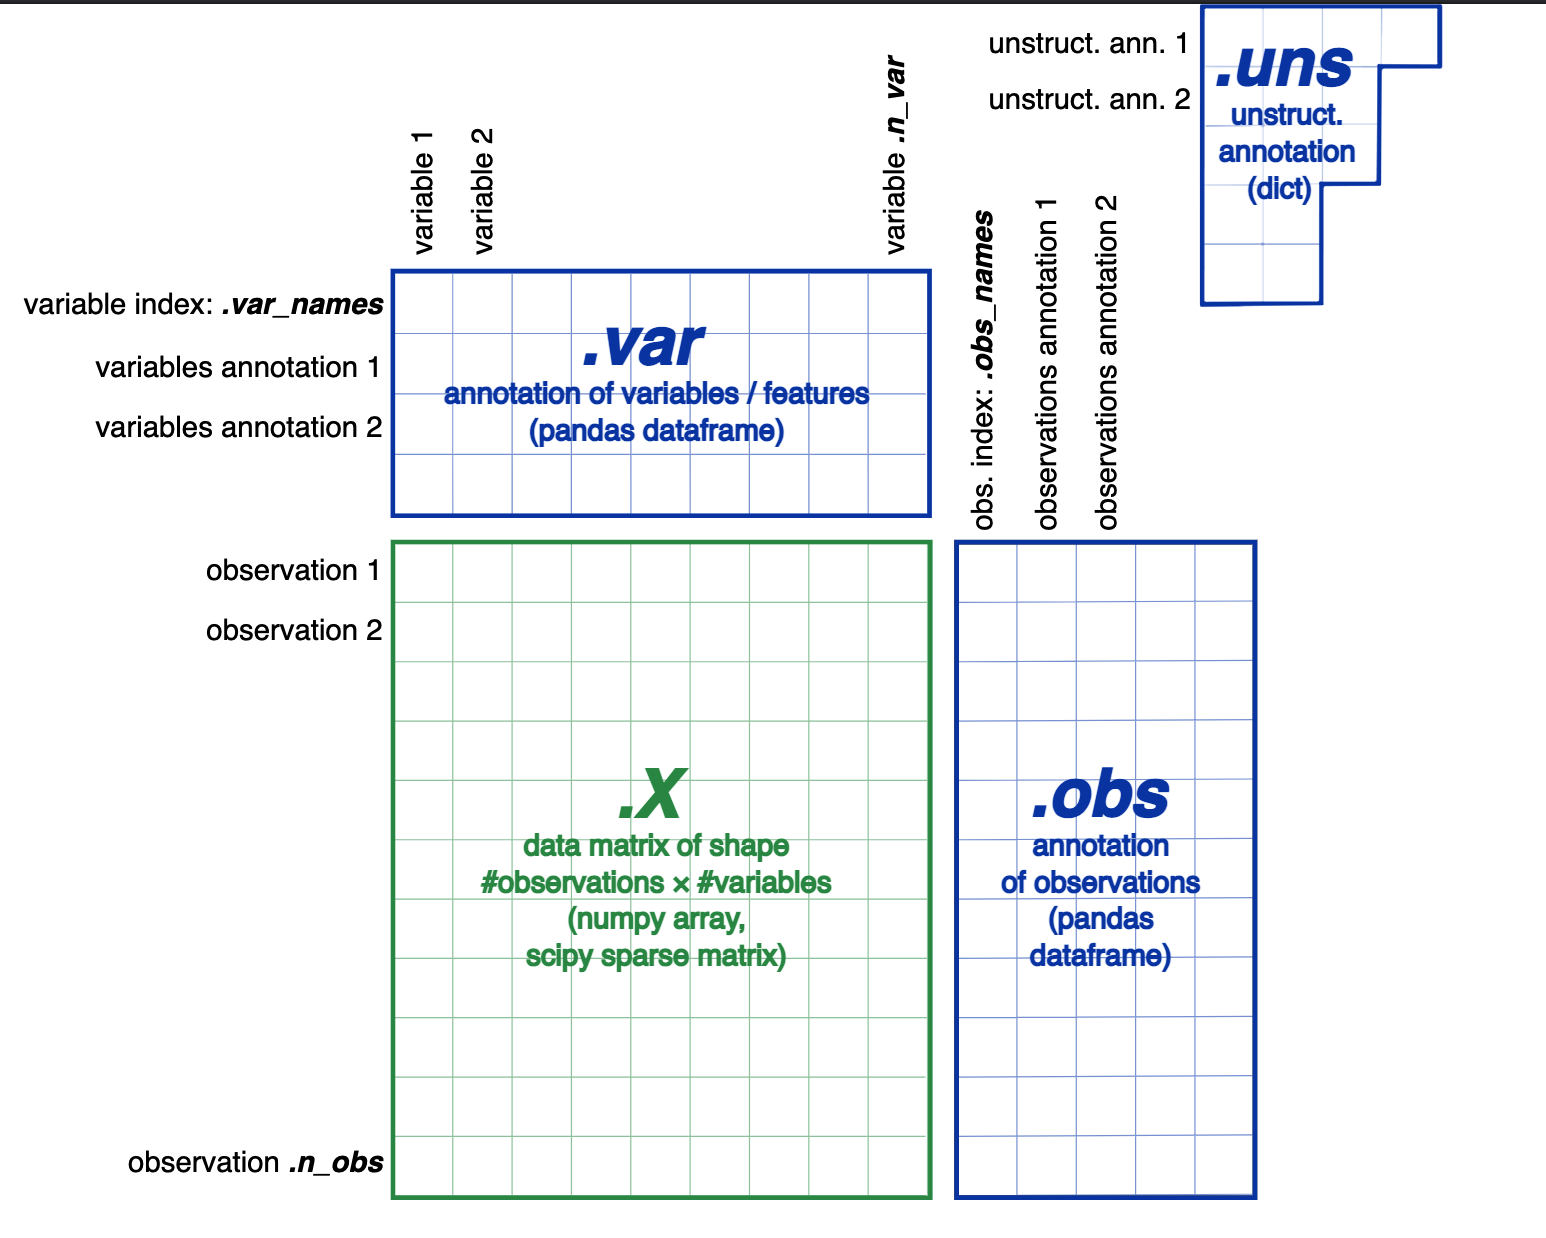 unstruct. ann. 1
unstruct. ann. 2
.uns
unstruct.
annotation
(dict)
variable 1
variable 2
variable .n_var
obs. index: .obs_names
observations annotation 1
observations annotation 2
variable index: .var_names
variables annotation 1
variables annotation 2
.var
annotation of variables / features
(pandas dataframe)
observation 1
observation 2
observation .n_obs
.X
data matrix of shape
#observations × #variables
(numpy array,
scipy sparse matrix)
.obs
annotation
of observations
(pandas
dataframe)